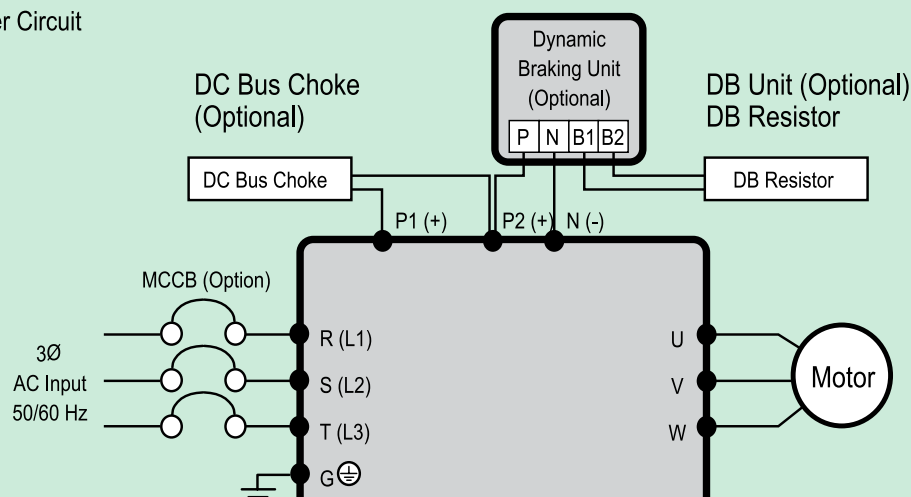 er Circuit
Dynamic
Braking Unit
(Optional)
P N B1 B2
DC Bus Choke
(Optional)
DB Unit (Optional)
DB Resistor
DC Bus Choke
DB Resistor
P1 (+)
P2 (+)
N (-)
MCCB (Option)
3Ø
AC Input
50/60 Hz
R (L1)
S (L2)
T (L3)
G
U
V
W
Motor